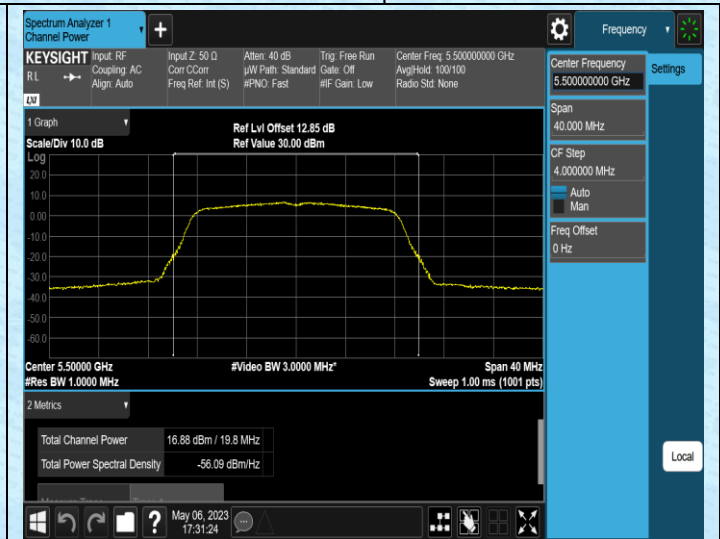 Spectrum Analyzer 1
Channel Power
+
Frequency
KEYSIGHT
RL
LXI
Input: RF
Coupling: AC
Align: Auto
Input Z: 50 Ω
Corr CCorr
Freq Ref: Int (S)
Atten: 40 dB
µW Path: Standard
#PNO: Fast
Trig: Free Run
Gate: Off
#IF Gain: Low
Center Freq: 5.500000000 GHz
Avg|Hold: 100/100
Radio Std: None
Center Frequency
5.500000000 GHz
Settings
Span
40.000 MHz
CF Step
4.000000 MHz
Auto
Man
Freq Offset
0 Hz
1 Graph
Scale/Div 10.0 dB
Ref Lvl Offset 12.85 dB
Ref Value 30.00 dBm
Log
20.0
10.0
0.00
-10.0
-20.0
-30.0
-40.0
-50.0
-60.0
Center 5.50000 GHz
#Video BW 3.0000 MHz*
Span 40 MHz
#Res BW 1.0000 MHz
Sweep 1.00 ms (1001 pts)
2 Metrics
Total Channel Power 16.88 dBm / 19.8 MHz
Total Power Spectral Density -56.09 dBm/Hz
Local
?
May 06, 2023
17:31:24